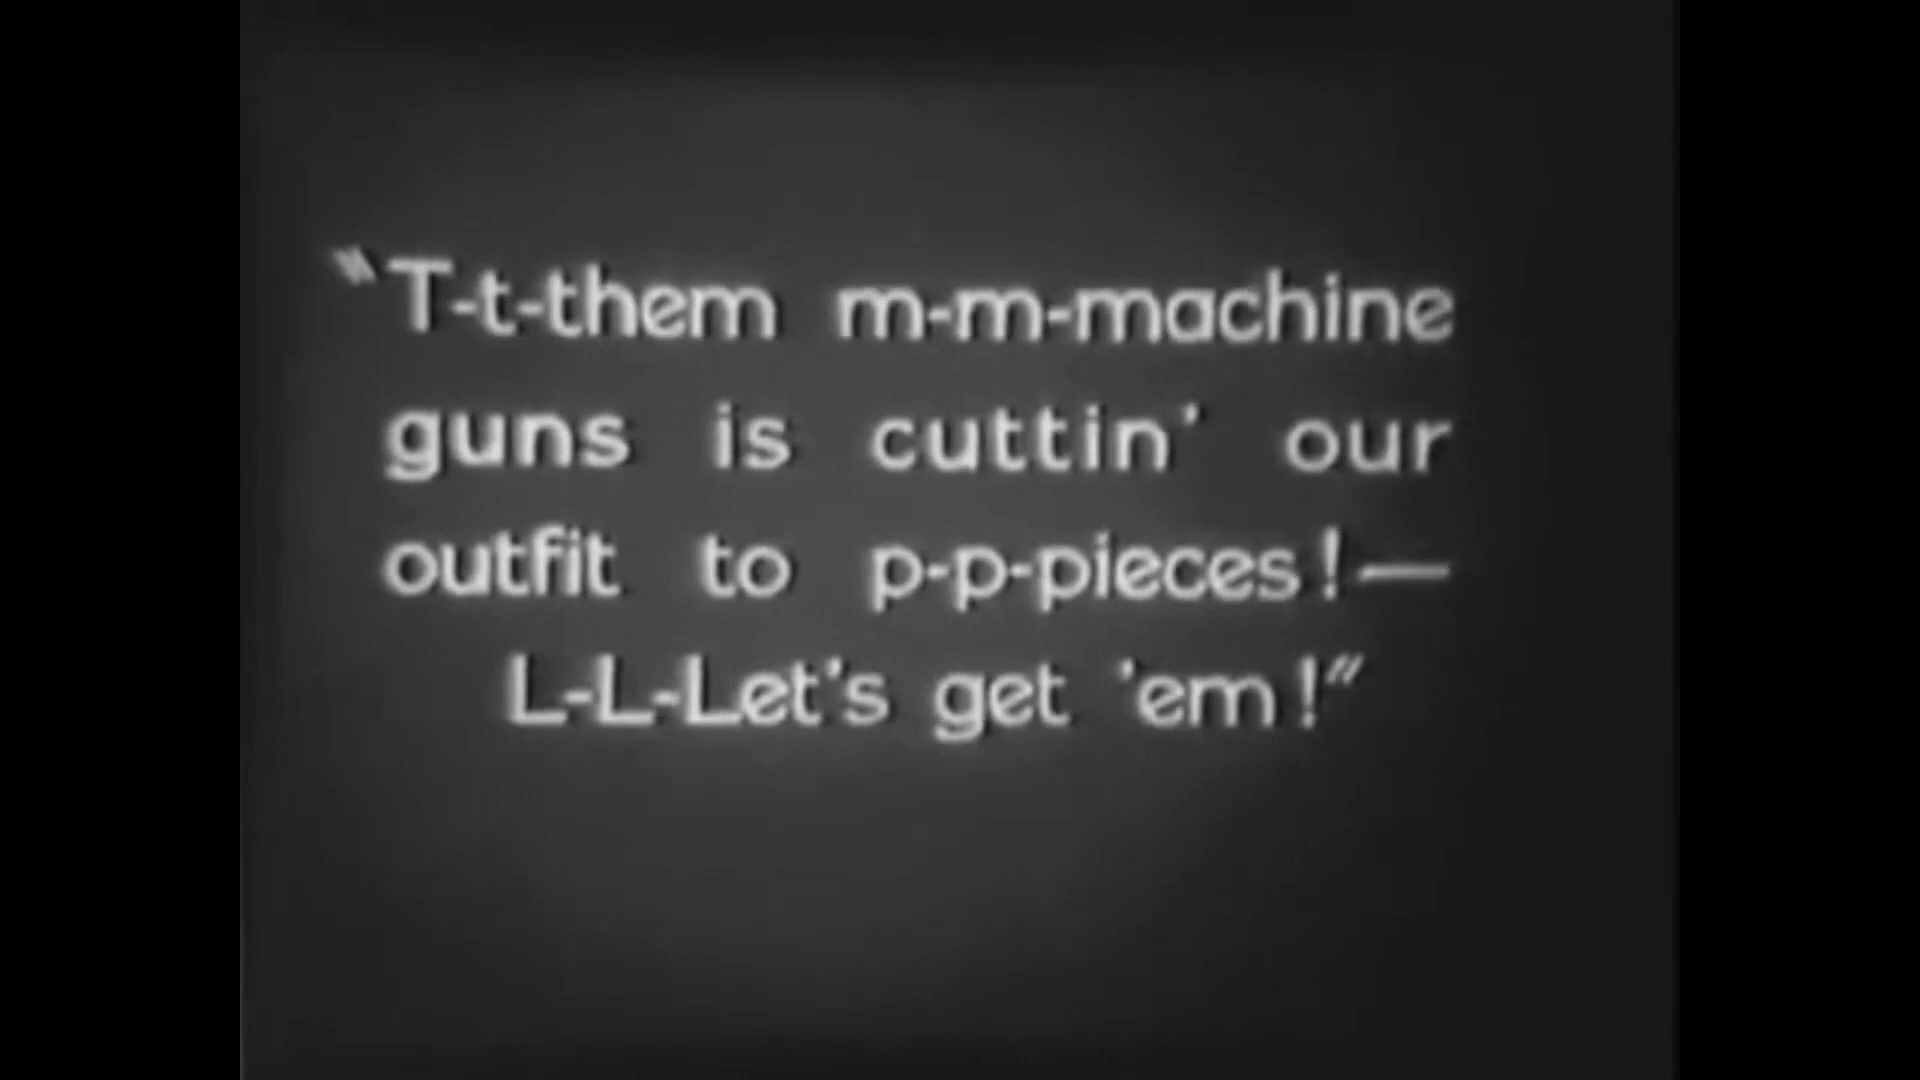 "T-t-them m-m-machine
guns is cuttin' our
outfit to p-p-pieces!—
L-L-Let's get 'em!"